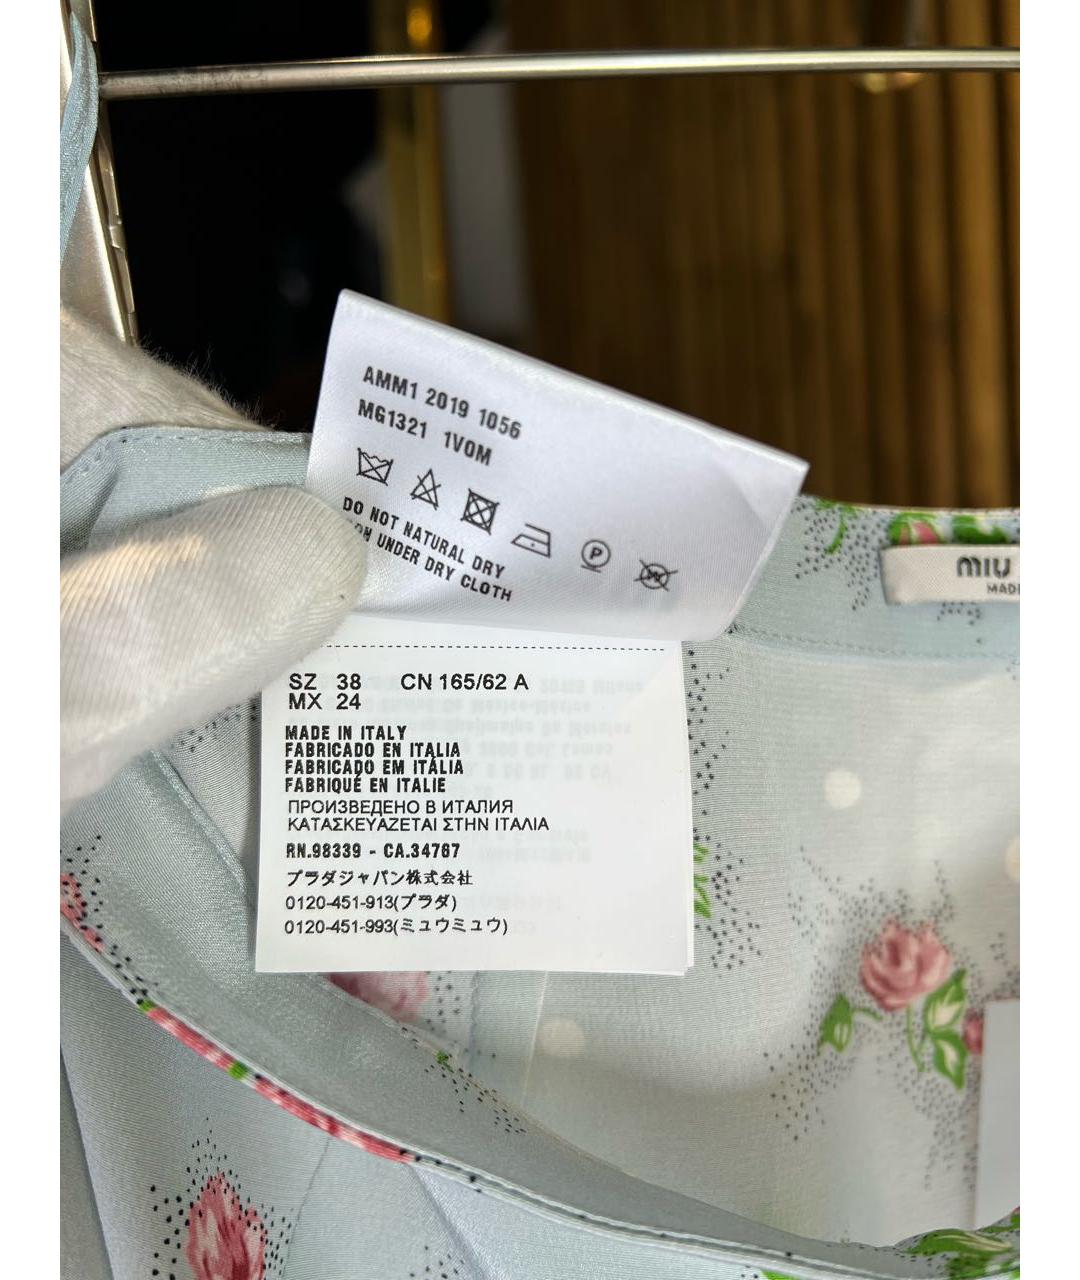 AMM1 2019 1056
MG1321 1V0M
DO NOT NATURAL DRY
UNDER DRY CLOTH
P
MIU
MADE
SZ 38 CN 165/62 A
MX 24
MADE IN ITALY
FABRICADO EN ITALIA
FABRICADO EM ITÁLIA
FABRIQUÉ EN ITALIE
ПРОИЗВЕДЕНО В ИТАЛИЯ
ΚΑΤΑΣΚΕΥΑΖΕΤΑΙ ΣΤΗΝ ΙΤΑΛΙΑ
RN.98339 - CA.34767
プラダジャパン株式会社
0120-451-913(プラダ)
0120-451-993(ミュウミュウ)